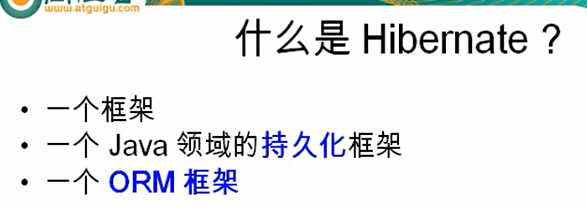 www.atguigu.com
什么是 Hibernate ?
• 一个框架
• 一个 Java 领域的持久化框架
• 一个 ORM 框架